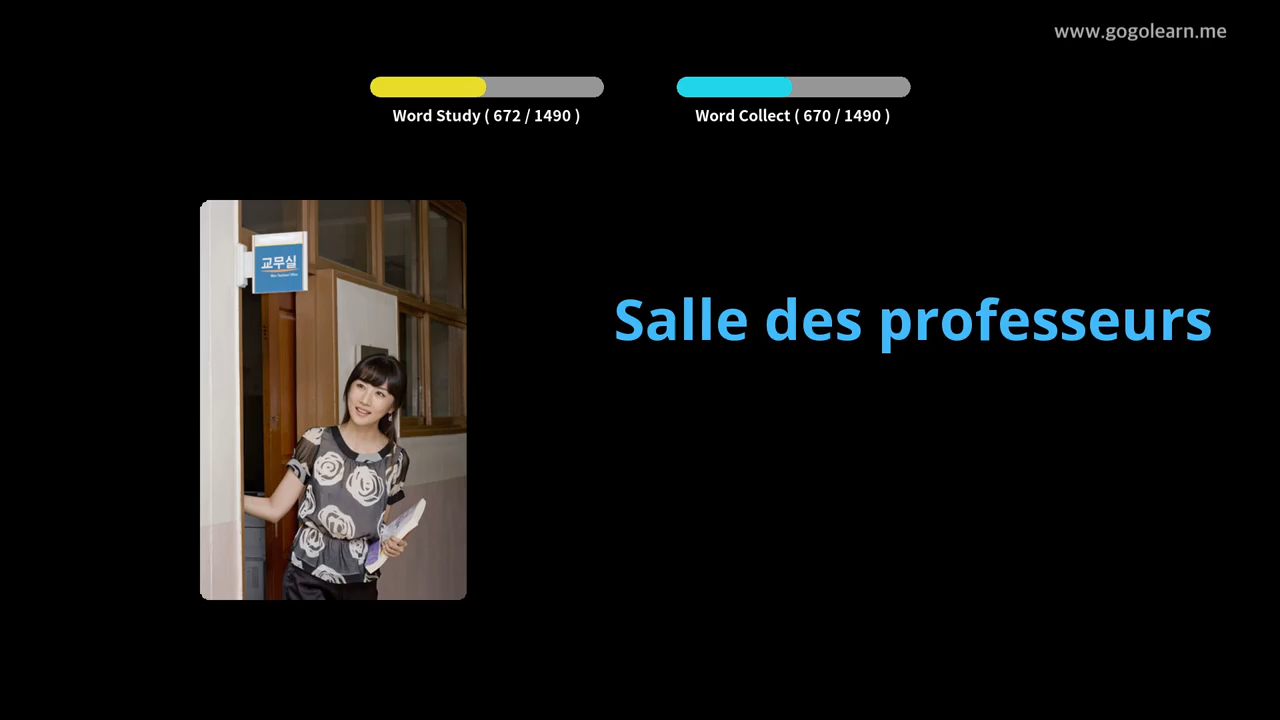 www.gogolearn.me
Word Study ( 672 / 1490 )
Word Collect ( 670 / 1490 )
교무실
Salle des professeurs